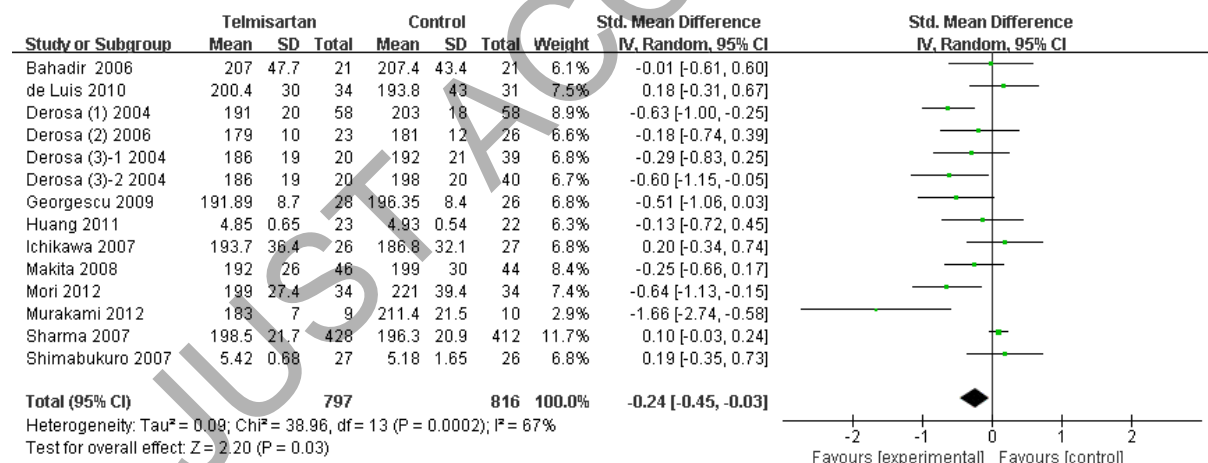 Telmisartan Control Std. Mean Difference Std. Mean Difference
Study or Subgroup Mean SD Total Mean SD Total Weight IV, Random, 95% CI IV, Random, 95% CI
Bahadir 2006 207 47.7 21 207.4 43.4 21 6.1% -0.01 [-0.61, 0.60]
de Luis 2010 200.4 30 34 193.8 43 31 7.5% 0.18 [-0.31, 0.67]
Derosa (1) 2004 191 20 58 203 18 58 8.9% -0.63 [-1.00, -0.25]
Derosa (2) 2006 179 10 23 181 12 26 6.6% -0.18 [-0.74, 0.39]
Derosa (3)-1 2004 186 19 20 192 21 39 6.8% -0.29 [-0.83, 0.25]
Derosa (3)-2 2004 186 19 20 198 20 40 6.7% -0.60 [-1.15, -0.05]
Georgescu 2009 191.89 8.7 28 196.35 8.4 26 6.8% -0.51 [-1.06, 0.03]
Huang 2011 4.85 0.65 23 4.93 0.54 22 6.3% -0.13 [-0.72, 0.45]
Ichikawa 2007 193.7 36.4 26 186.8 32.1 27 6.8% 0.20 [-0.34, 0.74]
Makita 2008 192 26 46 199 30 44 8.4% -0.25 [-0.66, 0.17]
Mori 2012 199 27.4 34 221 39.4 34 7.4% -0.64 [-1.13, -0.15]
Murakami 2012 183 7 9 211.4 21.5 10 2.9% -1.66 [-2.74, -0.58]
Sharma 2007 198.5 21.7 428 196.3 20.9 412 11.7% 0.10 [-0.03, 0.24]
Shimabukuro 2007 5.42 0.68 27 5.18 1.65 26 6.8% 0.19 [-0.35, 0.73]
Total (95% CI) 797 816 100.0% -0.24 [-0.45, -0.03]
Heterogeneity: Tau² = 0.09; Chi² = 38.96, df = 13 (P = 0.0002); I² = 67%
Test for overall effect: Z = 2.20 (P = 0.03)
-2 -1 0 1 2
Favours [experimental] Favours [control]
JUST ACC